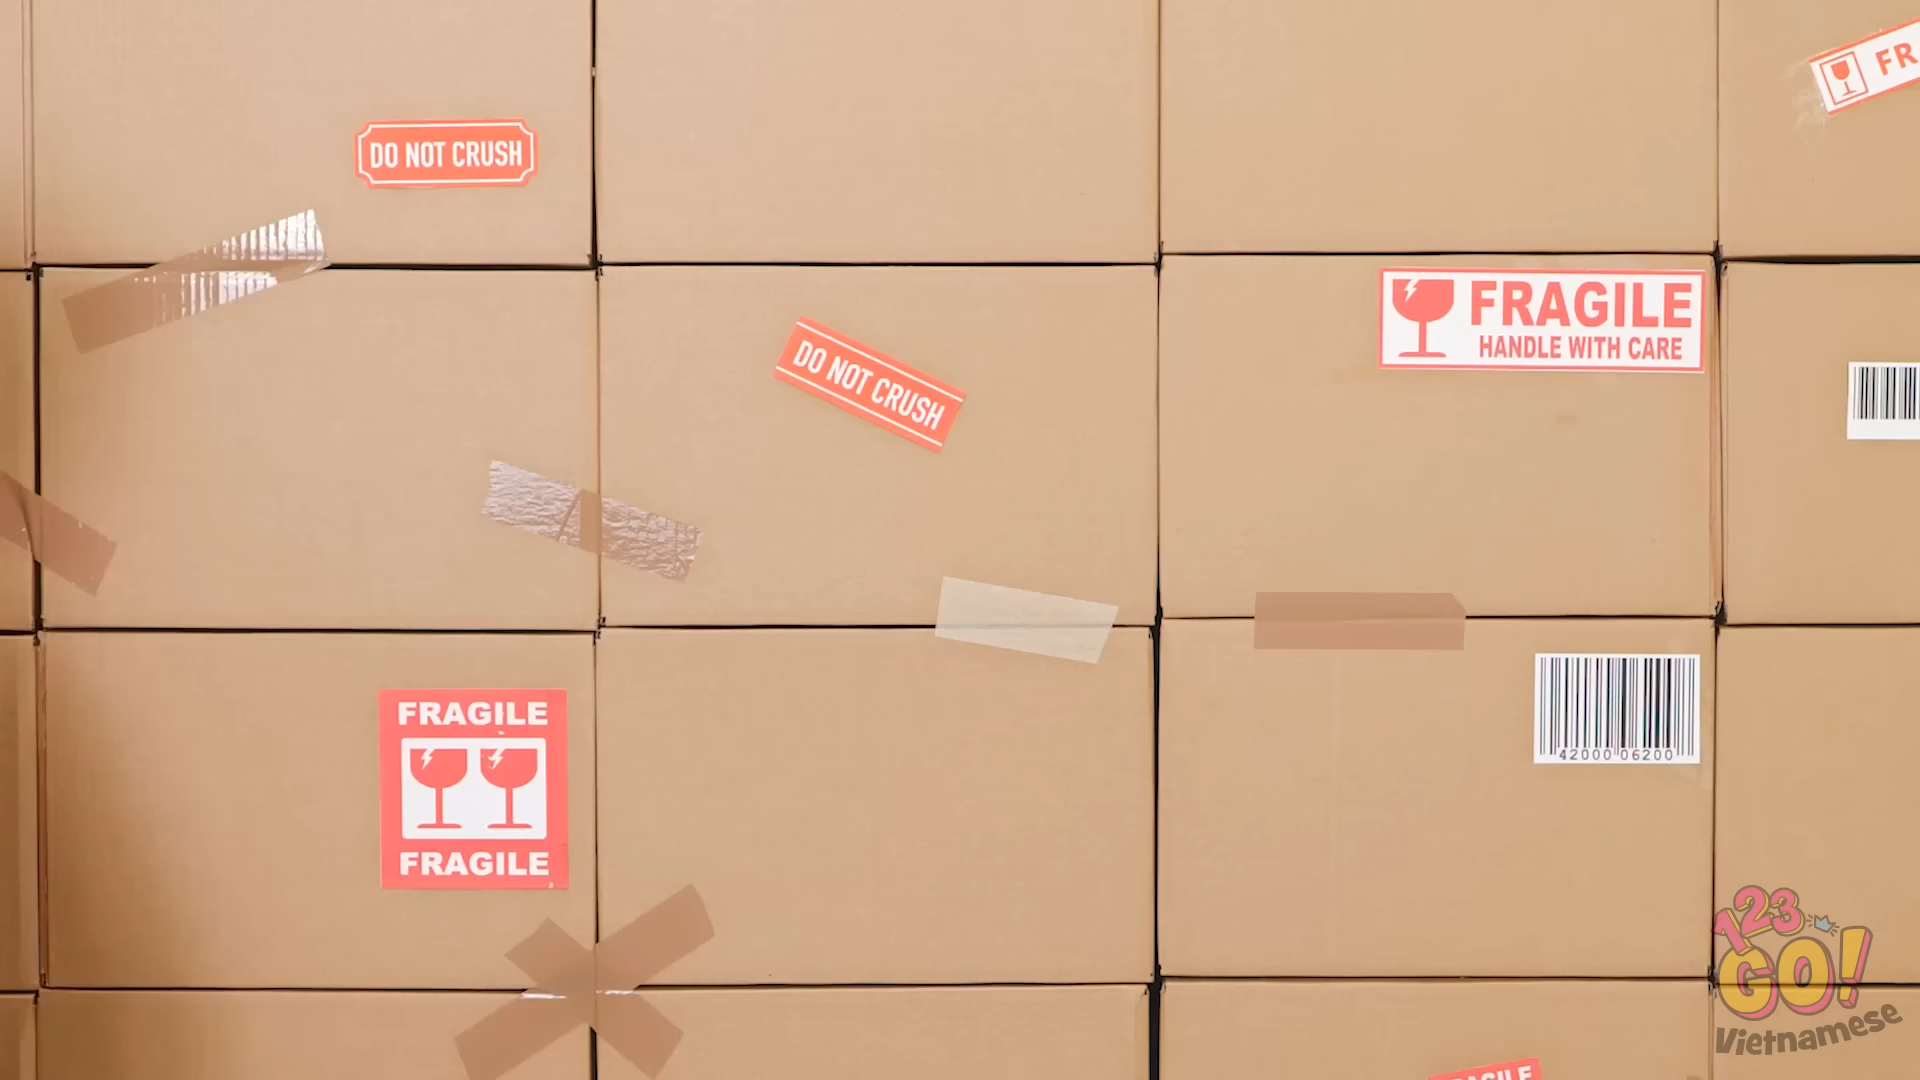 FR
DO NOT CRUSH
FRAGILE
HANDLE WITH CARE
DO NOT CRUSH
FRAGILE
42000 06200
FRAGILE
123
GO!
Vietnamese